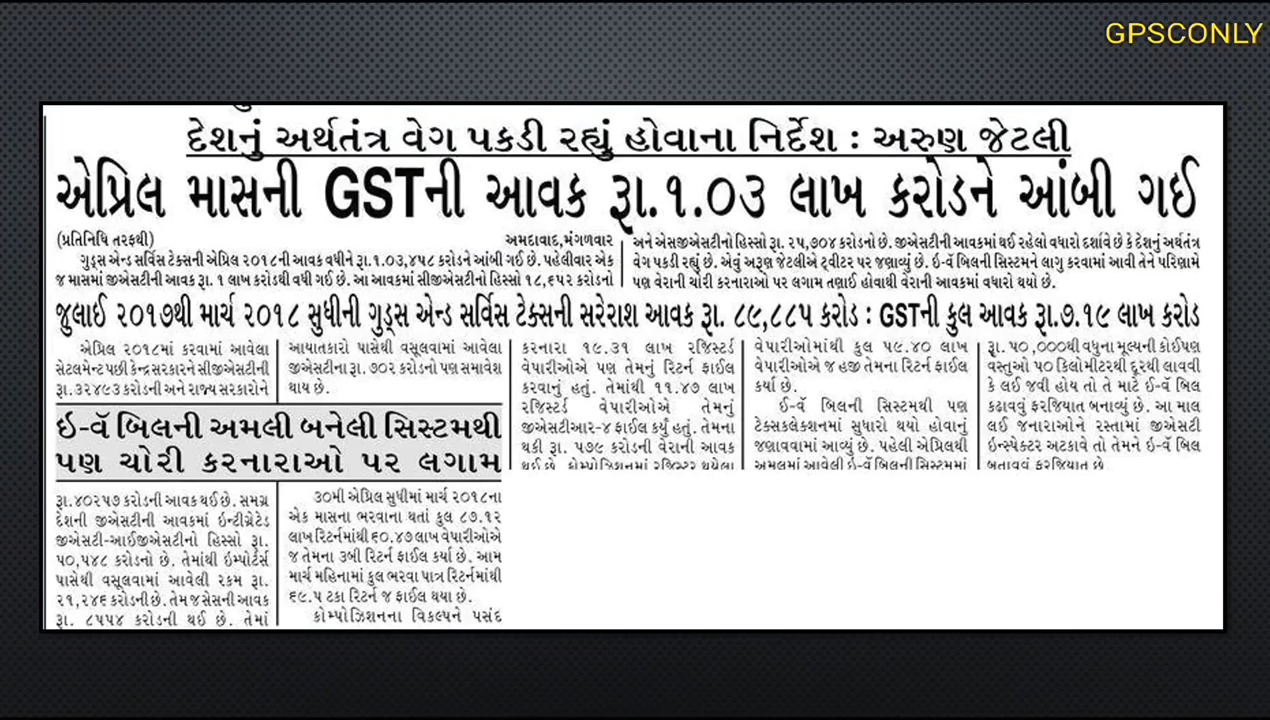 GPSCONLY
દેશનું અર્થતંત્ર વેગ પકડી રહ્યું હોવાના નિર્દેશ : અરુણ જેટલી
એપ્રિલ માસની GSTની આવક રૂા.૧.૦૩ લાખ કરોડને આંબી ગઈ
(પ્રતિનિધિ તરફથી) અમદાવાદ,મંગળવાર
ગુડ્સ એન્ડ સર્વિસ ટેક્સની એપ્રિલ ૨૦૧૮ની આવક વધીને રૂા.૧.૦૩,૪૫૮ કરોડને આંબી ગઈ છે. પહેલીવાર એક
જ માસમાં જીએસટીની આવક રૂા. ૧ લાખ કરોડથી વધી ગઈ છે. આ આવકમાં સીજીએસટીનો હિસ્સો ૧૮,૬૫૨ કરોડનો
અને એસજીએસટીનો હિસ્સો રૂા. ૨૫,૭૦૪ કરોડનો છે. જીએસટીની આવકમાં થઈ રહેલો વધારો દર્શાવે છે કે દેશનું અર્થતંત્ર
વેગ પકડી રહ્યું છે. એવું અરૂણ જેટલીએ ટ્વીટર પર જણાવ્યું છે. ઇ-વૅ બિલની સિસ્ટમને લાગુ કરવામાં આવી તેને પરિણામે
પણ વેરાની ચોરી કરનારાઓ પર લગામ તણાઈ હોવાથી વેરાની આવકમાં વધારો થયો છે.
જુલાઈ ૨૦૧૭થી માર્ચ ૨૦૧૮ સુધીની ગુડ્સ એન્ડ સર્વિસ ટેક્સની સરેરાશ આવક રૂા. ૮૯,૮૮૫ કરોડ : GSTની કુલ આવક રૂા.૭.૧૯ લાખ કરોડ
એપ્રિલ ૨૦૧૮માં કરવામાં આવેલા
સેટલમેન્ટ પછી કેન્દ્ર સરકારને સીજીએસટીની
રૂા.૩૨૪૯૩ કરોડની અને રાજ્ય સરકારોને
ઇ-વૅ બિલની અમલી બનેલી સિસ્ટમથી
પણ ચોરી કરનારાઓ પર લગામ
રૂા.૪૦૨૫૭ કરોડની આવક થઈ છે. સમગ્ર
દેશની જીએસટીની આવકમાં ઇન્ટીગ્રેટેડ
જીએસટી-આઈજીએસટીનો હિસ્સો રૂા.
૫૦,૫૪૮ કરોડનો છે. તેમાંથી ઇમ્પોર્ટર્સ
પાસેથી વસૂલવામાં આવેલી રકમ રૂા.
૨૧,૨૪૬ કરોડની છે. તેમ જ સેસની આવક
રૂા. ૮૫૫૪ કરોડની થઈ છે. તેમાં
આયાતકારો પાસેથી વસૂલવામાં આવેલા
જીએસટીના રૂા. ૭૦૨ કરોડનો પણ સમાવેશ
થાય છે.
૩૦મી એપ્રિલ સુધીમાં માર્ચ ૨૦૧૮ના
એક માસના ભરવાના થતાં કુલ ૮૭.૧૨
લાખ રિટર્નમાંથી ૬૦.૪૭ લાખ વેપારીઓએ
જ તેમના ૩બી રિટર્ન ફાઈલ કર્યા છે. આમ
માર્ચ મહિનામાં કુલ ભરવા પાત્ર રિટર્નમાંથી
૬૯.૫ ટકા રિટર્ન જ ફાઈલ થયા છે.
કોમ્પોઝિશનના વિકલ્પને પસંદ
કરનારા ૧૯.૩૧ લાખ રજિસ્ટર્ડ
વેપારીઓએ પણ તેમનું રિટર્ન ફાઈલ
કરવાનું હતું. તેમાંથી ૧૧.૪૭ લાખ
રજિસ્ટર્ડ વેપારીઓએ તેમનું
જીએસટીઆર-૪ ફાઈલ કર્યું હતું. તેમના
થકી રૂા. ૫૭૯ કરોડની વેરાની આવક
થઈ છે. કોમ્પોઝિશનમાં રજિસ્ટર થયેલા
વેપારીઓમાંથી કુલ ૫૯.૪૦ લાખ
વેપારીઓએ જ હજી તેમના રિટર્ન ફાઈલ
કર્યા છે.
ઈ-વૅ બિલની સિસ્ટમથી પણ
ટેક્સકલેક્શનમાં સુધારો થયો હોવાનું
જણાવવામાં આવ્યું છે. પહેલી એપ્રિલથી
અમલમાં આવેલી ઇ-વૅ બિલની સિસ્ટમમાં
રૂા. ૫૦,૦૦૦થી વધુના મૂલ્યની કોઈપણ
વસ્તુઓ ૫૦ કિલોમીટરથી દૂરથી લાવવી
કે લઈ જવી હોય તો તે માટે ઈ-વૅ બિલ
કઢાવવું ફરજિયાત બનાવ્યું છે. આ માલ
લઈ જનારાઓને રસ્તામાં જીએસટી
ઇન્સ્પેક્ટર અટકાવે તો તેમને ઈ-વૅ બિલ
બતાવવું ફરજિયાત છે.